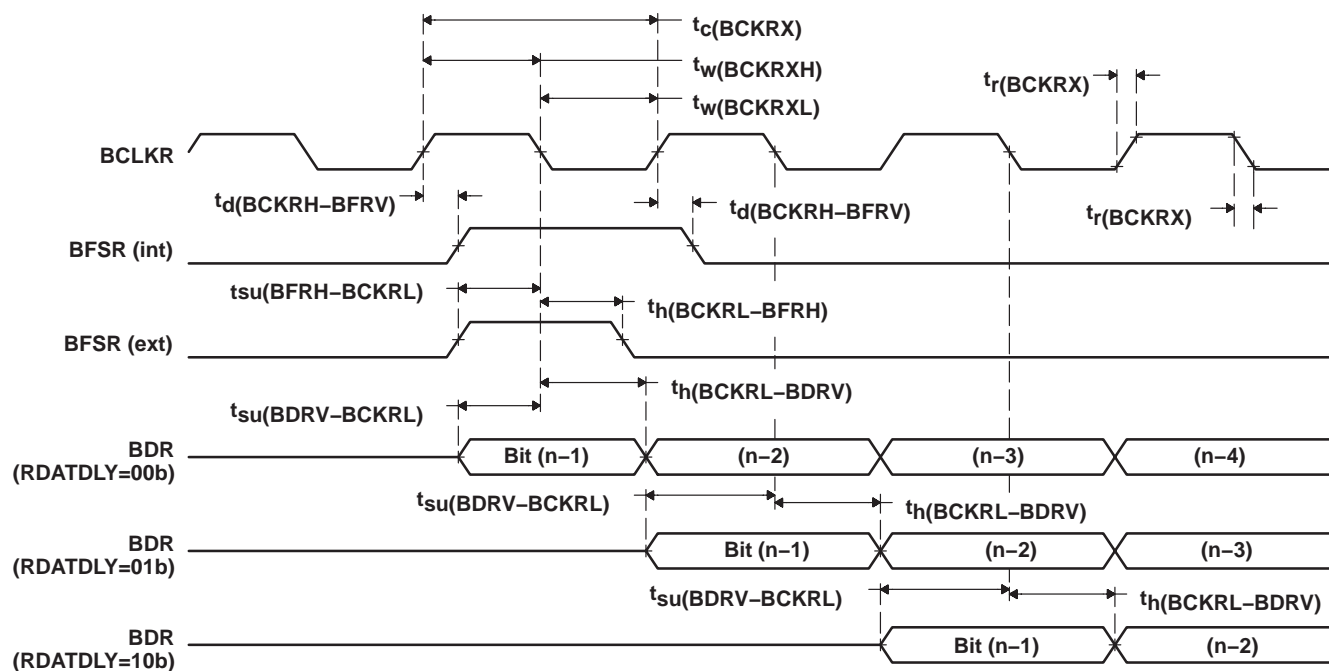 tc(BCKRX)
tw(BCKRXH)
tr(BCKRX)
tw(BCKRXL)
BCLKR
td(BCKRH–BFRV)
td(BCKRH–BFRV)
tr(BCKRX)
BFSR (int)
tsu(BFRH–BCKRL)
th(BCKRL–BFRH)
BFSR (ext)
th(BCKRL–BDRV)
tsu(BDRV–BCKRL)
BDR
(RDATDLY=00b)
Bit (n–1)
(n–2)
(n–3)
(n–4)
tsu(BDRV–BCKRL)
th(BCKRL–BDRV)
BDR
(RDATDLY=01b)
Bit (n–1)
(n–2)
(n–3)
tsu(BDRV–BCKRL)
th(BCKRL–BDRV)
BDR
(RDATDLY=10b)
Bit (n–1)
(n–2)